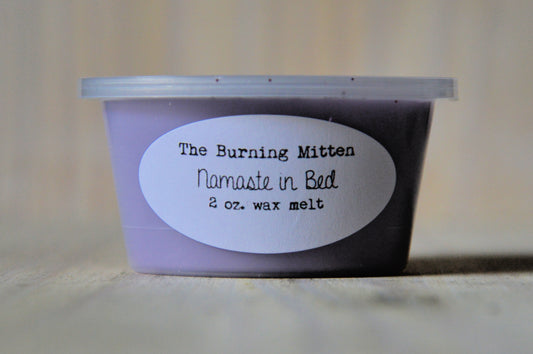 The Burning Mitten
Namaste in Bed
2 oz. wax melt